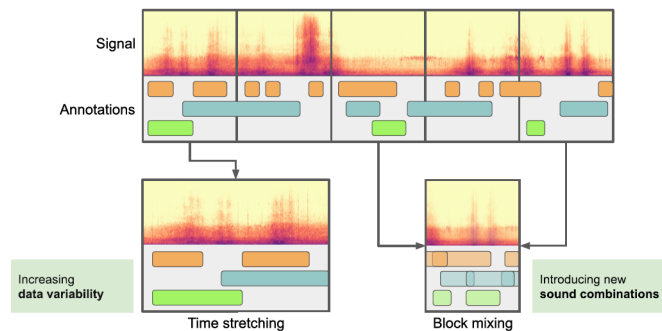 Signal
Annotations
Increasing
data variability
Introducing new
sound combinations
Time stretching
Block mixing